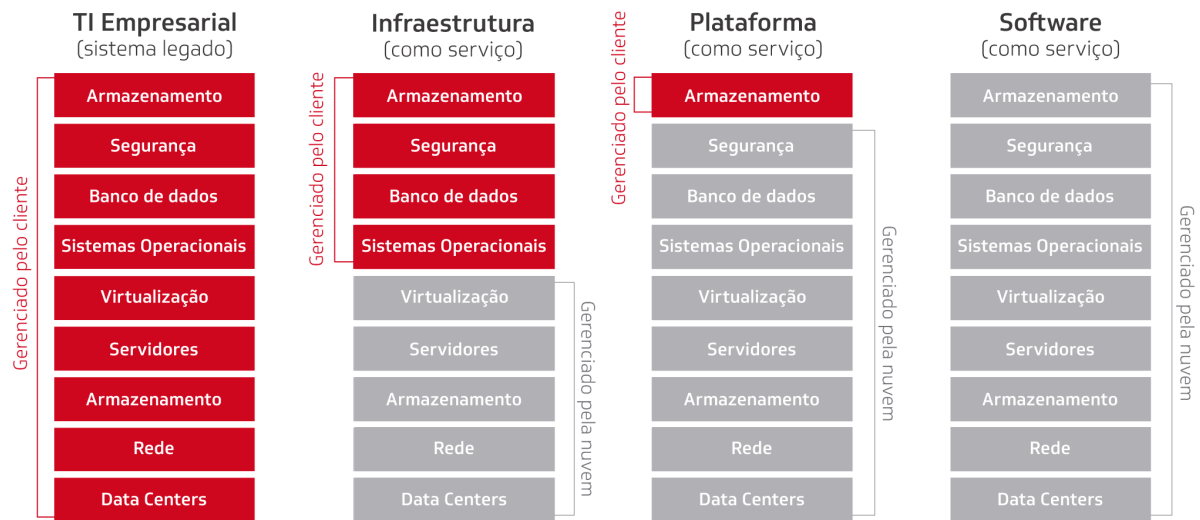 TI Empresarial
(sistema legado)
Gerenciado pelo cliente
Armazenamento
Segurança
Banco de dados
Sistemas Operacionais
Virtualização
Servidores
Armazenamento
Rede
Data Centers
Infraestrutura
(como serviço)
Gerenciado pelo cliente
Armazenamento
Segurança
Banco de dados
Sistemas Operacionais
Virtualização
Servidores
Armazenamento
Rede
Data Centers
Gerenciado pela nuvem
Plataforma
(como serviço)
Gerenciado pelo cliente
Armazenamento
Segurança
Banco de dados
Sistemas Operacionais
Virtualização
Servidores
Armazenamento
Rede
Data Centers
Gerenciado pela nuvem
Software
(como serviço)
Armazenamento
Segurança
Banco de dados
Sistemas Operacionais
Virtualização
Servidores
Armazenamento
Rede
Data Centers
Gerenciado pela nuvem